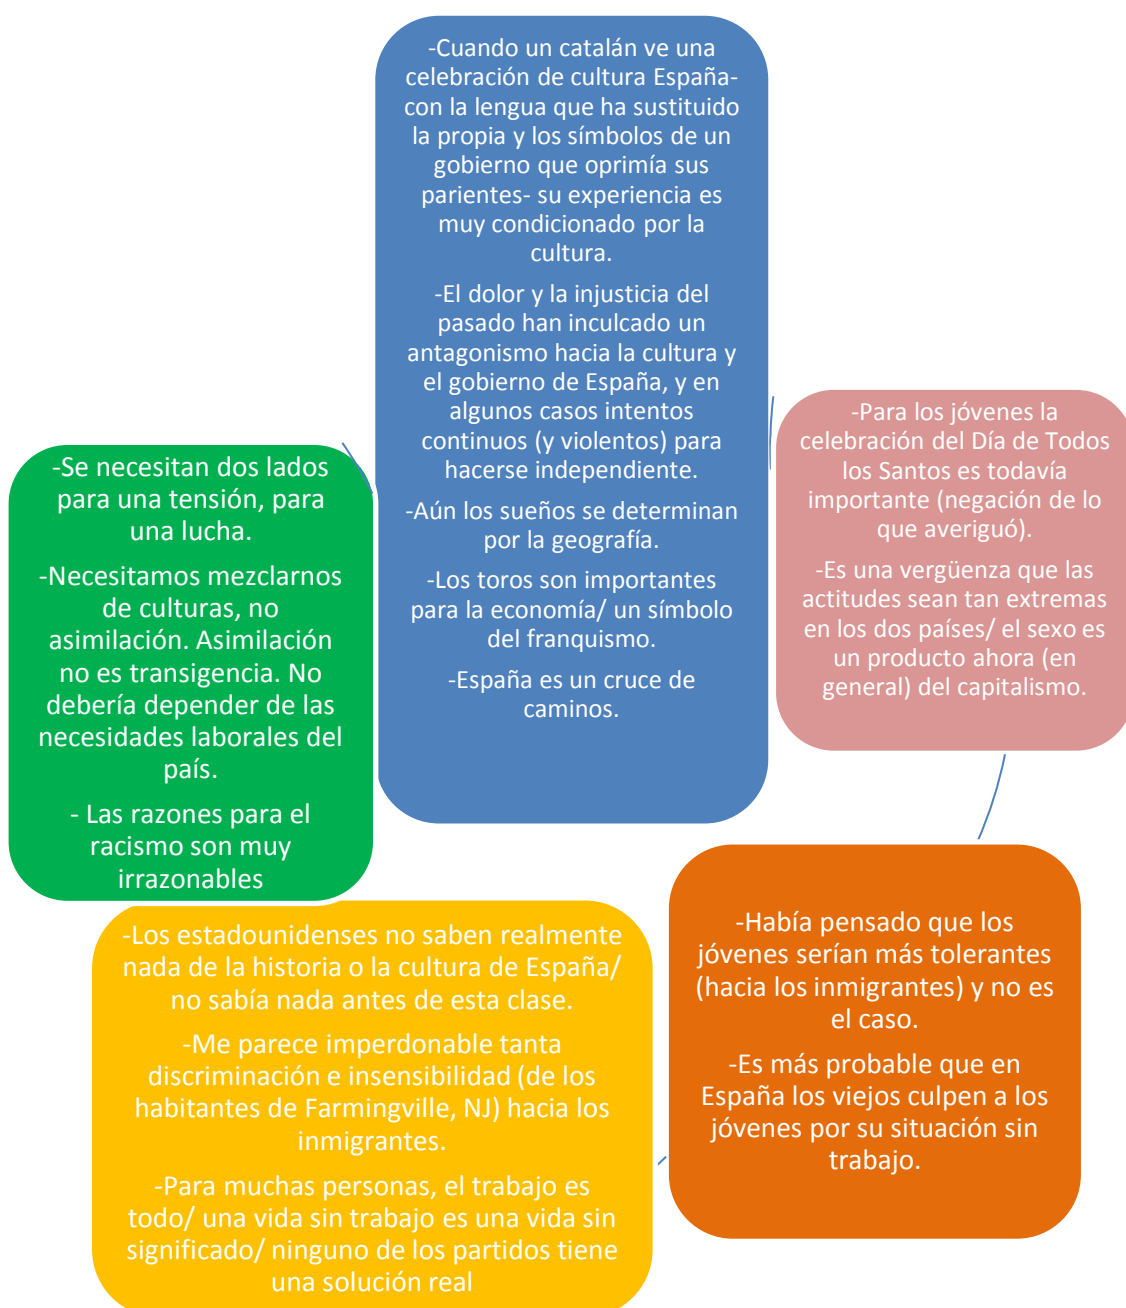 -Cuando un catalán ve una
celebración de cultura España-
con la lengua que ha sustituido
la propia y los símbolos de un
gobierno que oprimía sus
parientes- su experiencia es
muy condicionado por la
cultura.
-El dolor y la injusticia del
pasado han inculcado un
antagonismo hacia la cultura y
el gobierno de España, y en
algunos casos intentos
continuos (y violentos) para
hacerse independiente.
-Aún los sueños se determinan
por la geografía.
-Los toros son importantes
para la economía/ un símbolo
del franquismo.
-España es un cruce de
caminos.
-Para los jóvenes la
celebración del Día de Todos
los Santos es todavía
importante (negación de lo
que averiguó).
-Es una vergüenza que las
actitudes sean tan extremas
en los dos países/ el sexo es
un producto ahora (en
general) del capitalismo.
-Había pensado que los
jóvenes serían más tolerantes
(hacia los inmigrantes) y no es
el caso.
-Es más probable que en
España los viejos culpen a los
jóvenes por su situación sin
trabajo.
-Los estadounidenses no saben realmente
nada de la historia o la cultura de España/
no sabía nada antes de esta clase.
-Me parece imperdonable tanta
discriminación e insensibilidad (de los
habitantes de Farmingville, NJ) hacia los
inmigrantes.
-Para muchas personas, el trabajo es
todo/ una vida sin trabajo es una vida sin
significado/ ninguno de los partidos tiene
una solución real
-Se necesitan dos lados
para una tensión, para
una lucha.
-Necesitamos mezclarnos
de culturas, no
asimilación. Asimilación
no es transigencia. No
debería depender de las
necesidades laborales del
país.
- Las razones para el
racismo son muy
irrazonables